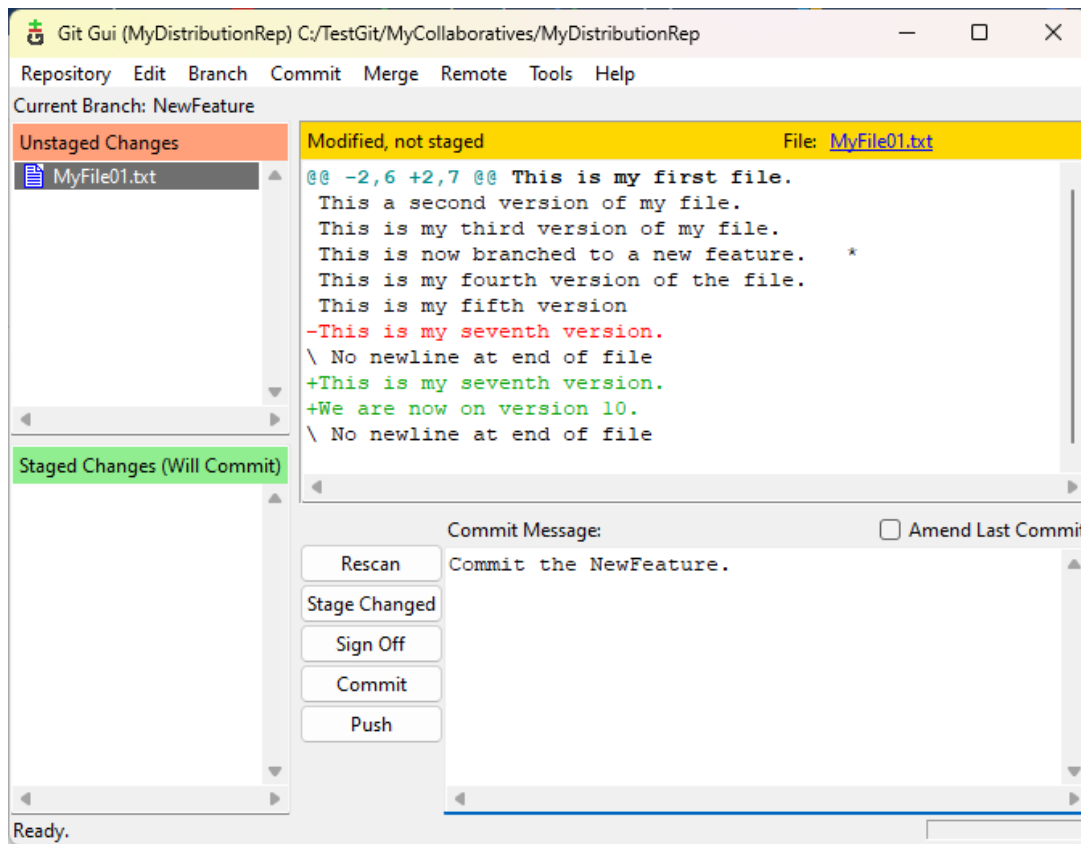 Git Gui (MyDistributionRep) C:/TestGit/MyCollaboratives/MyDistributionRep
Repository Edit Branch Commit Merge Remote Tools Help
Current Branch: NewFeature
Unstaged Changes
MyFile01.txt
Modified, not staged File: MyFile01.txt
@@ -2,6 +2,7 @@ This is my first file.
This a second version of my file.
This is my third version of my file.
This is now branched to a new feature. *
This is my fourth version of the file.
This is my fifth version
-This is my seventh version.
\ No newline at end of file
+This is my seventh version.
+We are now on version 10.
\ No newline at end of file
Staged Changes (Will Commit)
Commit Message: Amend Last Commit
Rescan
Stage Changed
Sign Off
Commit
Push
Commit the NewFeature.
Ready.